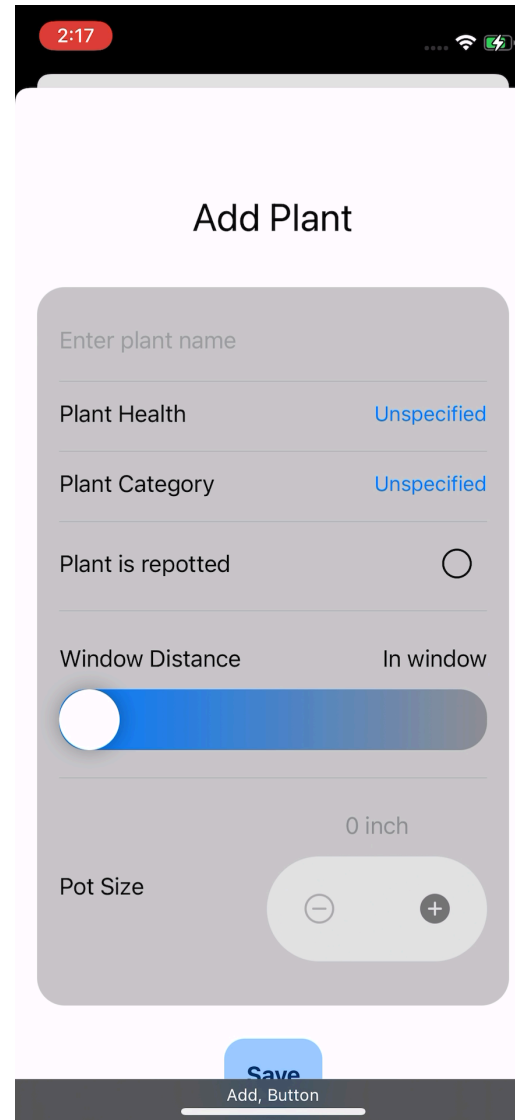 2:17
Add Plant
Enter plant name
Plant Health Unspecified
Plant Category Unspecified
Plant is repotted
Window Distance In window
0 inch
Pot Size
Save
Add, Button